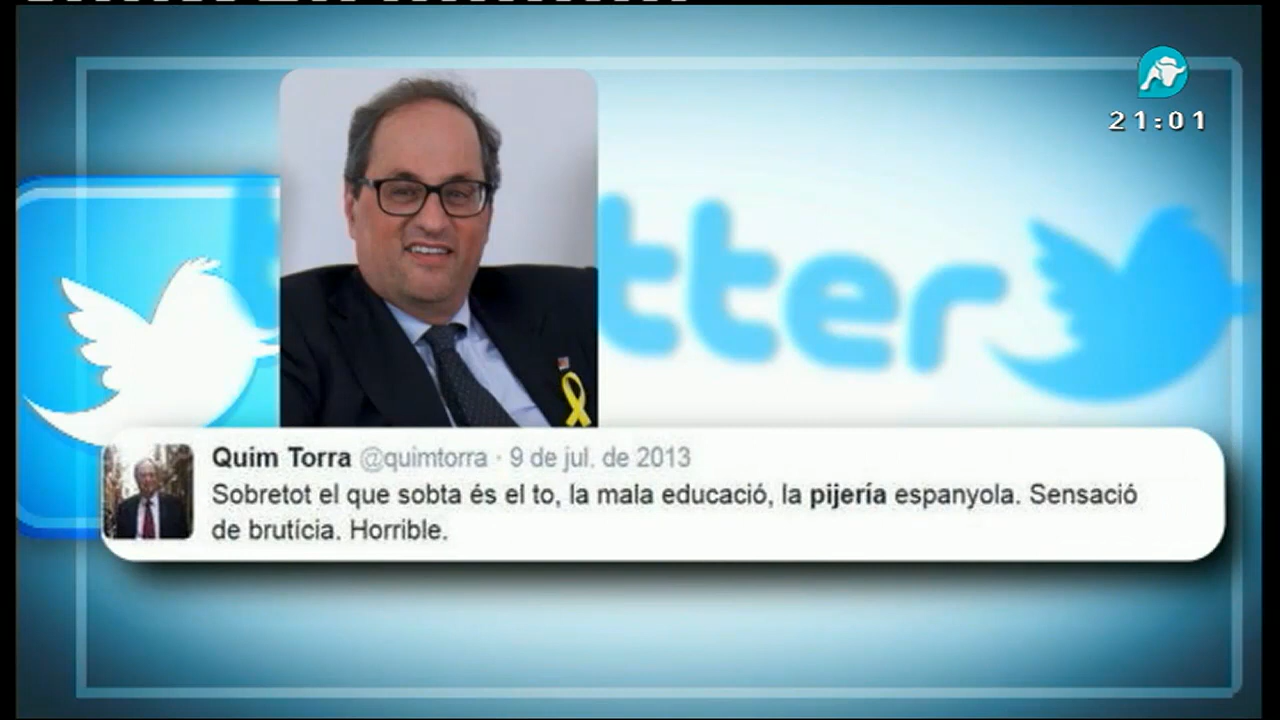 21:01
tter
Quim Torra @quimtorra · 9 de jul. de 2013
Sobretot el que sobta és el to, la mala educació, la pijería espanyola. Sensació
de brutícia. Horrible.